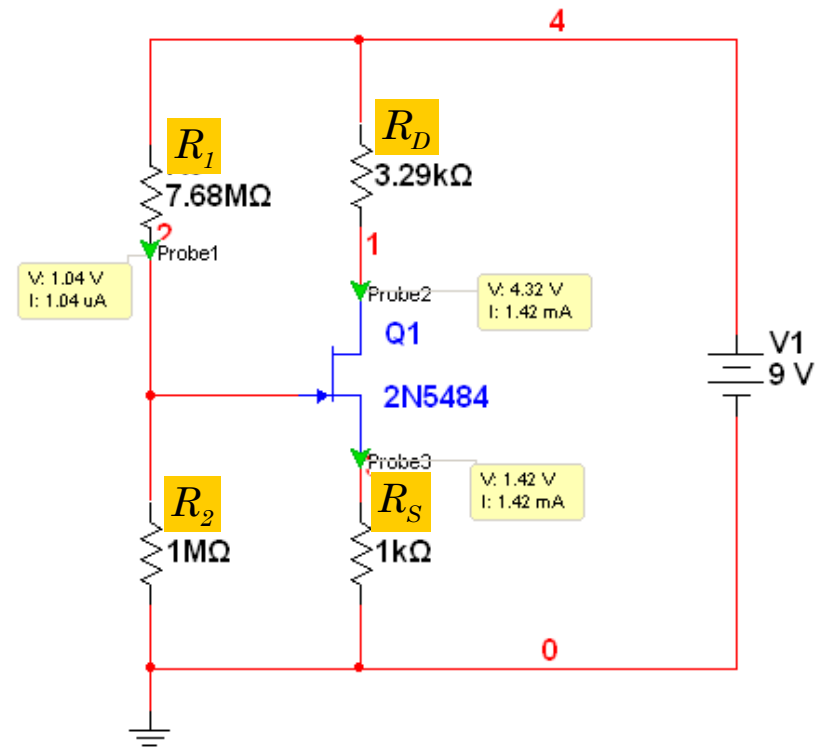 4
R1
7.68MΩ
2
Probe1
V: 1.04 V
I: 1.04 uA
RD
3.29kΩ
1
Probe2
V: 4.32 V
I: 1.42 mA
Q1
2N5484
V1
9 V
Probe3
V: 1.42 V
I: 1.42 mA
R2
1MΩ
RS
1kΩ
0